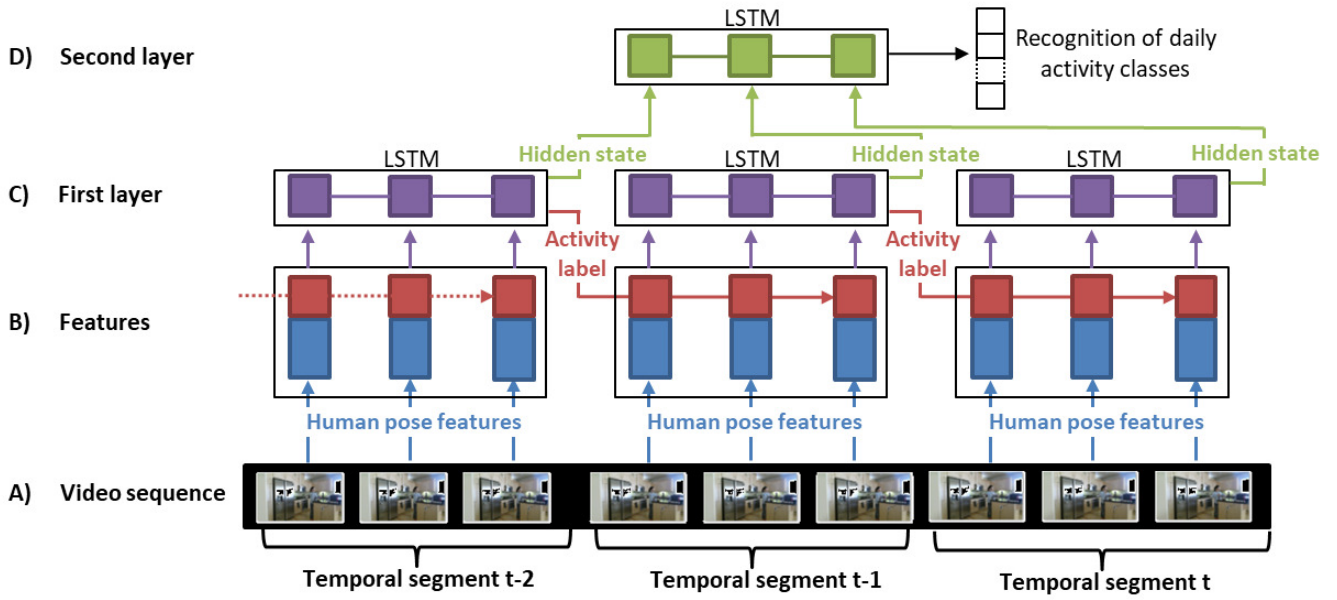 LSTM
D) Second layer
Recognition of daily
activity classes
Hidden state
Hidden state
Hidden state
LSTM
LSTM
LSTM
C) First layer
Activity
label
Activity
label
B) Features
Human pose features
Human pose features
Human pose features
A) Video sequence
Temporal segment t-2
Temporal segment t-1
Temporal segment t